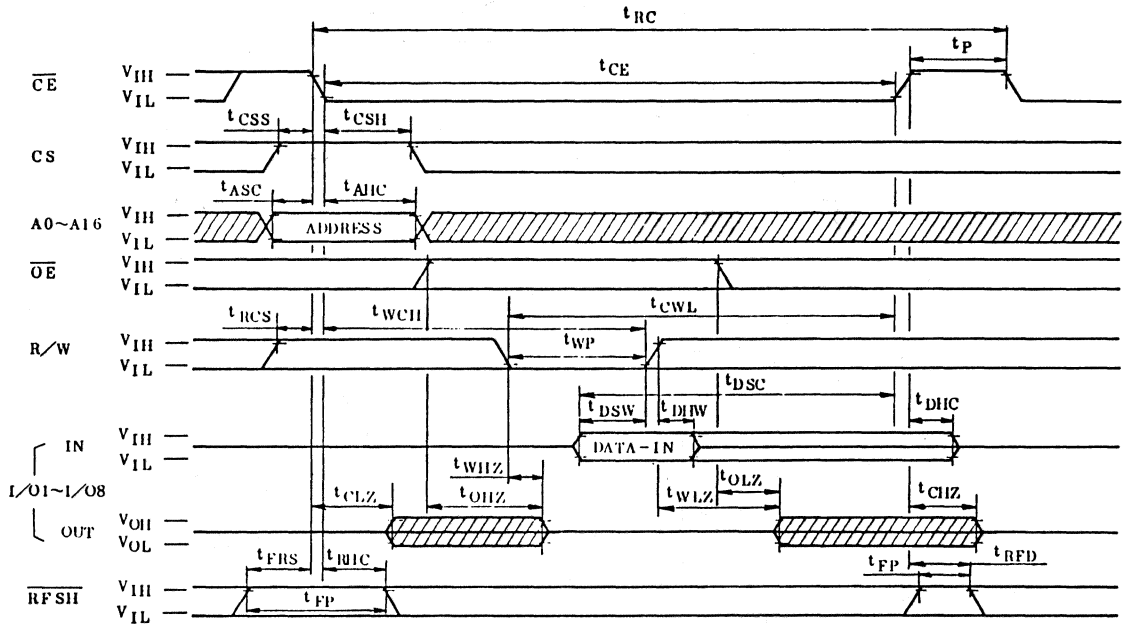 tRC
tP
CE VIH tCE
VIL
tCSS tCSH
CS VIH
VIL
tASC tAHC
A0~A16 VIH ADDRESS
VIL
OE VIH
VIL
tRCS tWCH tCWL
R/W VIH tWP
VIL
tDSC
tDSW tDHW tDHC
IN VIH DATA-IN
VIL
I/O1~I/O8 tWHZ tOLZ
tCLZ tOHZ tWLZ tCHZ
OUT VOH
VOL
tFRS tRHC tFP tRFD
RFSH VIH tFP
VIL